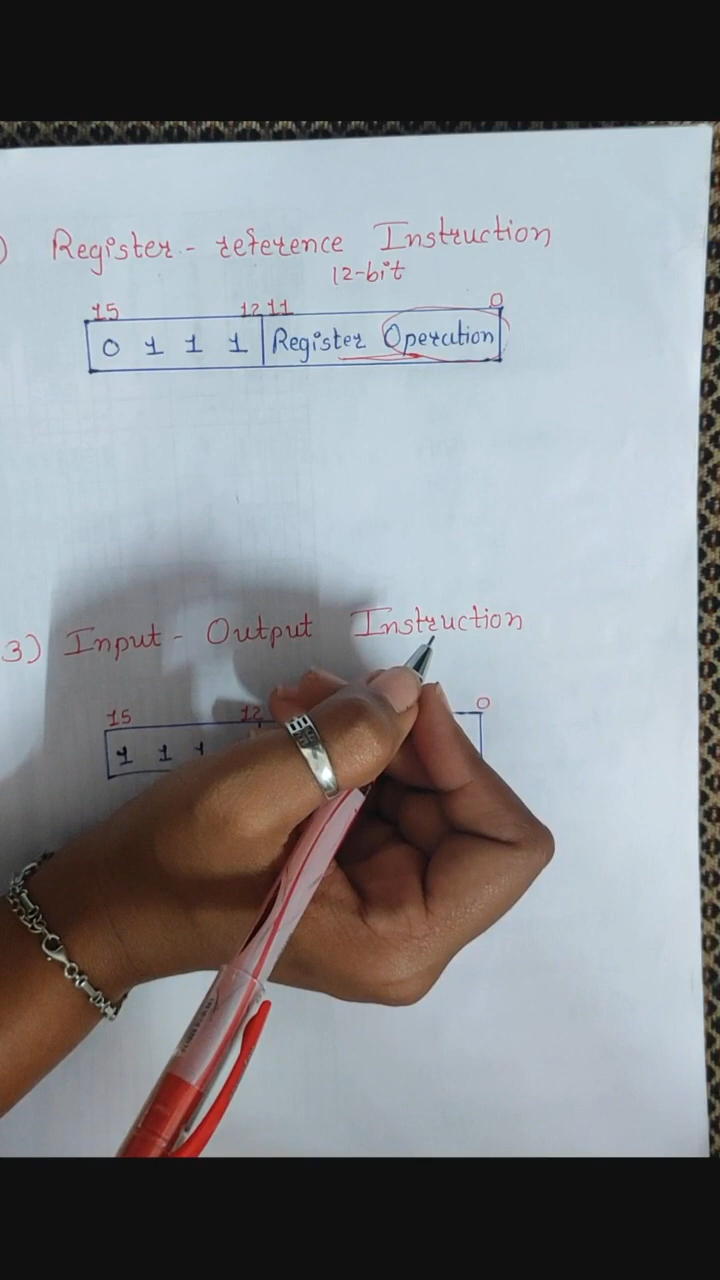 ) Register - reference Instruction
12-bit
15 12 11 0
0 1 1 1 Register Operation
3) Input - Output Instruction
15 12 0
1 1 1